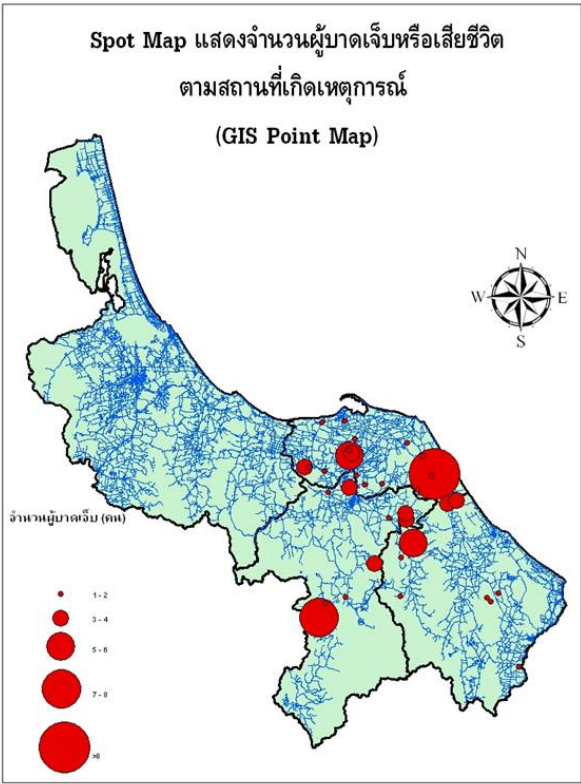 Spot Map แสดงจำนวนผู้บาดเจ็บหรือเสียชีวิต
ตามสถานที่เกิดเหตุการณ์
(GIS Point Map)
N
W
E
S
จำนวนผู้บาดเจ็บ (คน)
1 - 2
3 - 4
5 - 6
7 - 8
>8